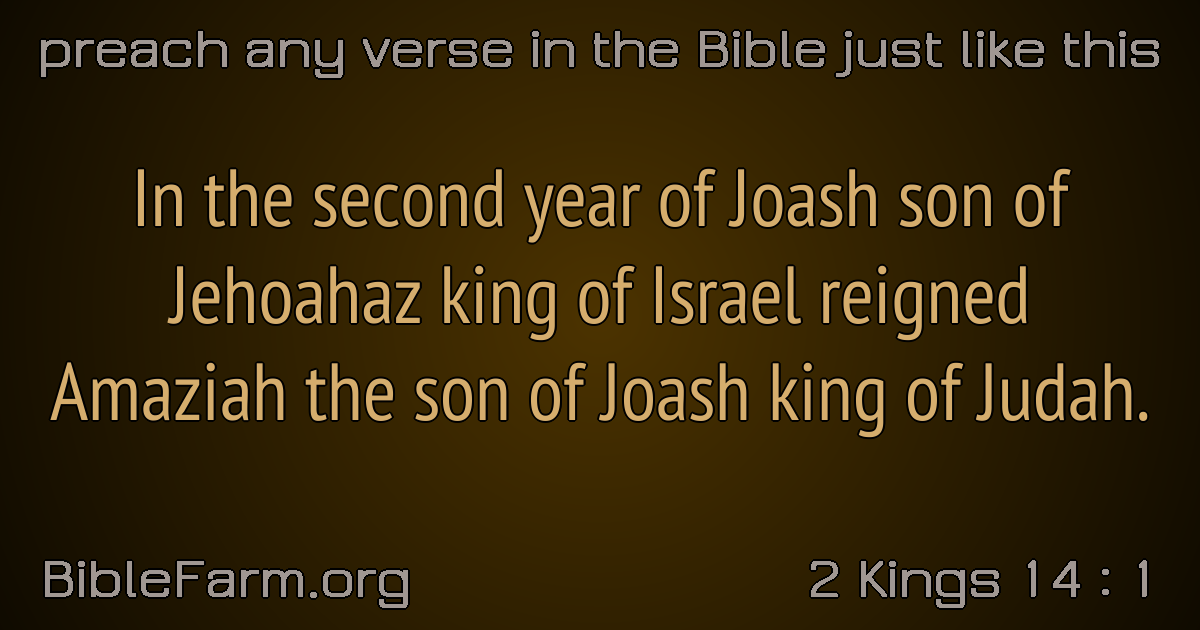 preach any verse in the Bible just like this
In the second year of Joash son of
Jehoahaz king of Israel reigned
Amaziah the son of Joash king of Judah.
BibleFarm.org
2 Kings 14 : 1